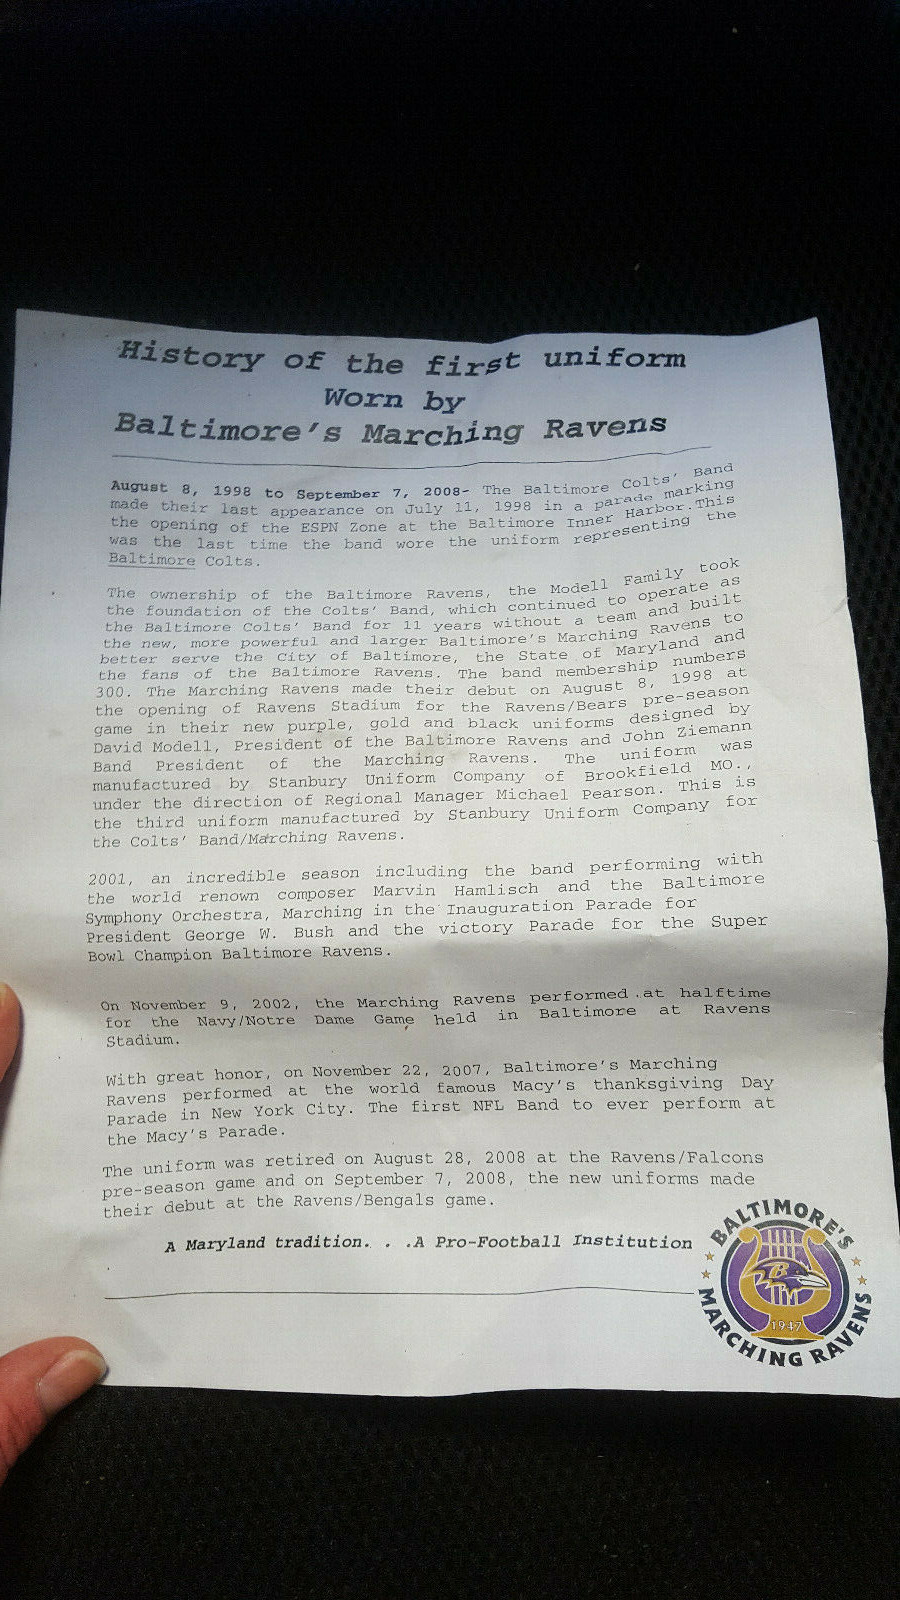 History of the first uniform
Worn by
Baltimore's Marching Ravens
August 8, 1998 to September 7, 2008- The Baltimore Colts' Band
made their last appearance on July 11, 1998 in a parade marking
the opening of the ESPN Zone at the Baltimore Inner Harbor.This
was the last time the band wore the uniform representing the
Baltimore Colts.
The ownership of the Baltimore Ravens, the Modell Family took
the foundation of the Colts' Band, which continued to operate as
the Baltimore Colts' Band for 11 years without a team and built
the new, more powerful and larger Baltimore's Marching Ravens to
better serve the City of Baltimore, the State of Maryland and
the fans of the Baltimore Ravens. The band membership numbers
300. The Marching Ravens made their debut on August 8, 1998 at
the opening of Ravens Stadium for the Ravens/Bears pre-season
game in their new purple, gold and black uniforms designed by
David Modell, President of the Baltimore Ravens and John Ziemann
Band President of the Marching Ravens. The uniform was
manufactured by Stanbury Uniform Company of Brookfield MO.,
under the direction of Regional Manager Michael Pearson. This is
the third uniform manufactured by Stanbury Uniform Company for
the Colts' Band/Marching Ravens.
2001, an incredible season including the band performing with
the world renown composer Marvin Hamlisch and the Baltimore
Symphony Orchestra, Marching in the Inauguration Parade for
President George W. Bush and the victory Parade for the Super
Bowl Champion Baltimore Ravens.
On November 9, 2002, the Marching Ravens performed at halftime
for the Navy/Notre Dame Game held in Baltimore at Ravens
Stadium.
With great honor, on November 22, 2007, Baltimore's Marching
Ravens performed at the world famous Macy's thanksgiving Day
Parade in New York City. The first NFL Band to ever perform at
the Macy's Parade.
The uniform was retired on August 28, 2008 at the Ravens/Falcons
pre-season game and on September 7, 2008, the new uniforms made
their debut at the Ravens/Bengals game.
A Maryland tradition. . .A Pro-Football Institution
BALTIMORE'S
B
1947
MARCHING RAVENS